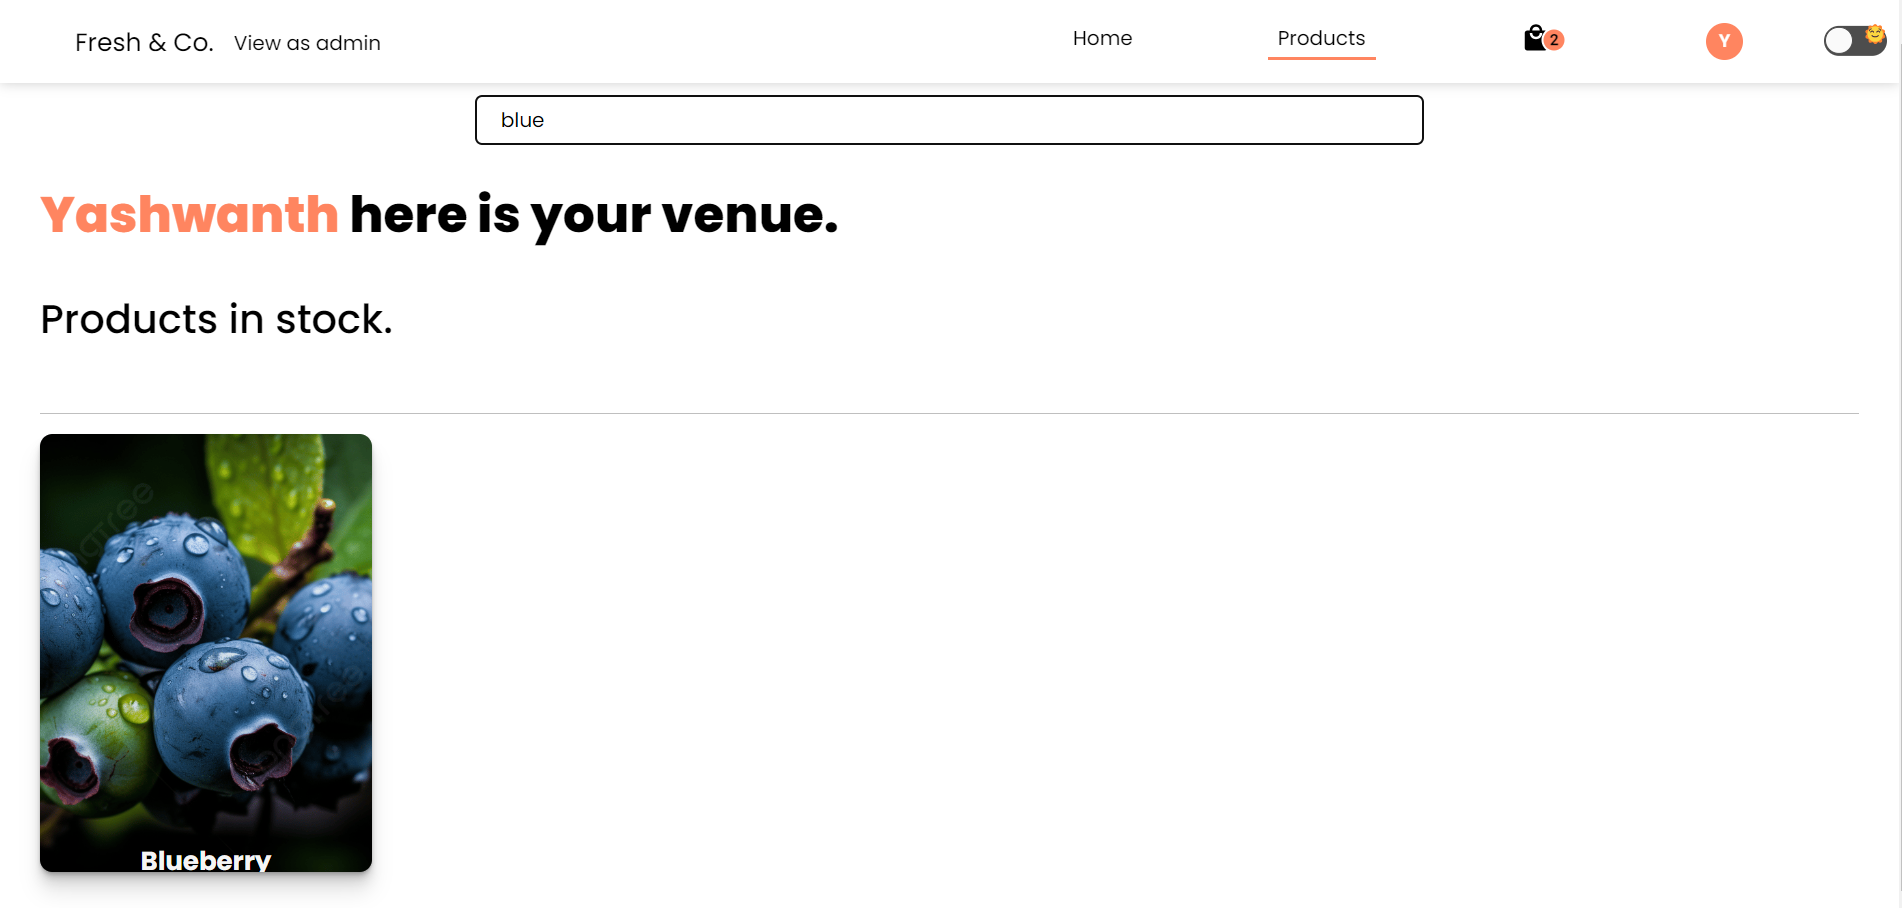 Fresh & Co. View as admin Home Products 2 Y
blue
Yashwanth here is your venue.
Products in stock.
Blueberry